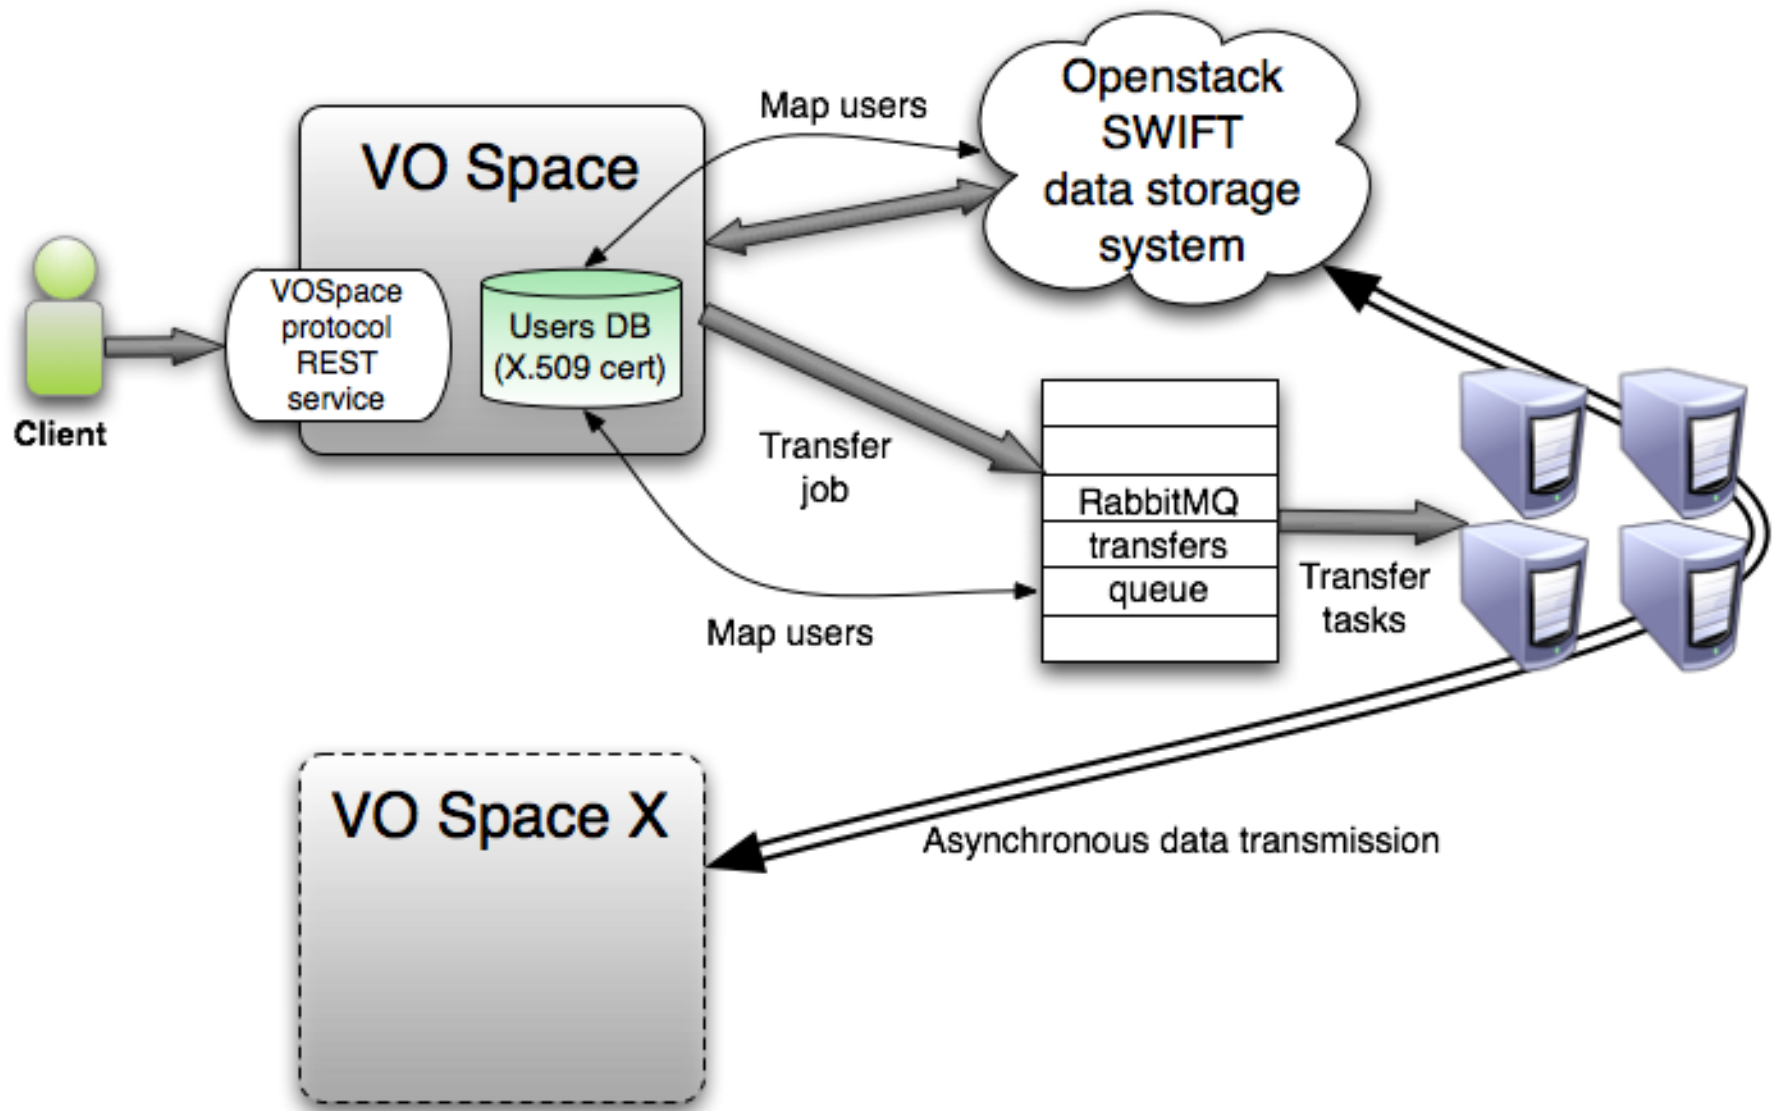 Openstack
SWIFT
data storage
system
Map users
VO Space
VOSpace
protocol
REST
service
Users DB
(X.509 cert)
Client
Transfer
job
RabbitMQ
transfers
queue
Transfer
tasks
Map users
VO Space X
Asynchronous data transmission